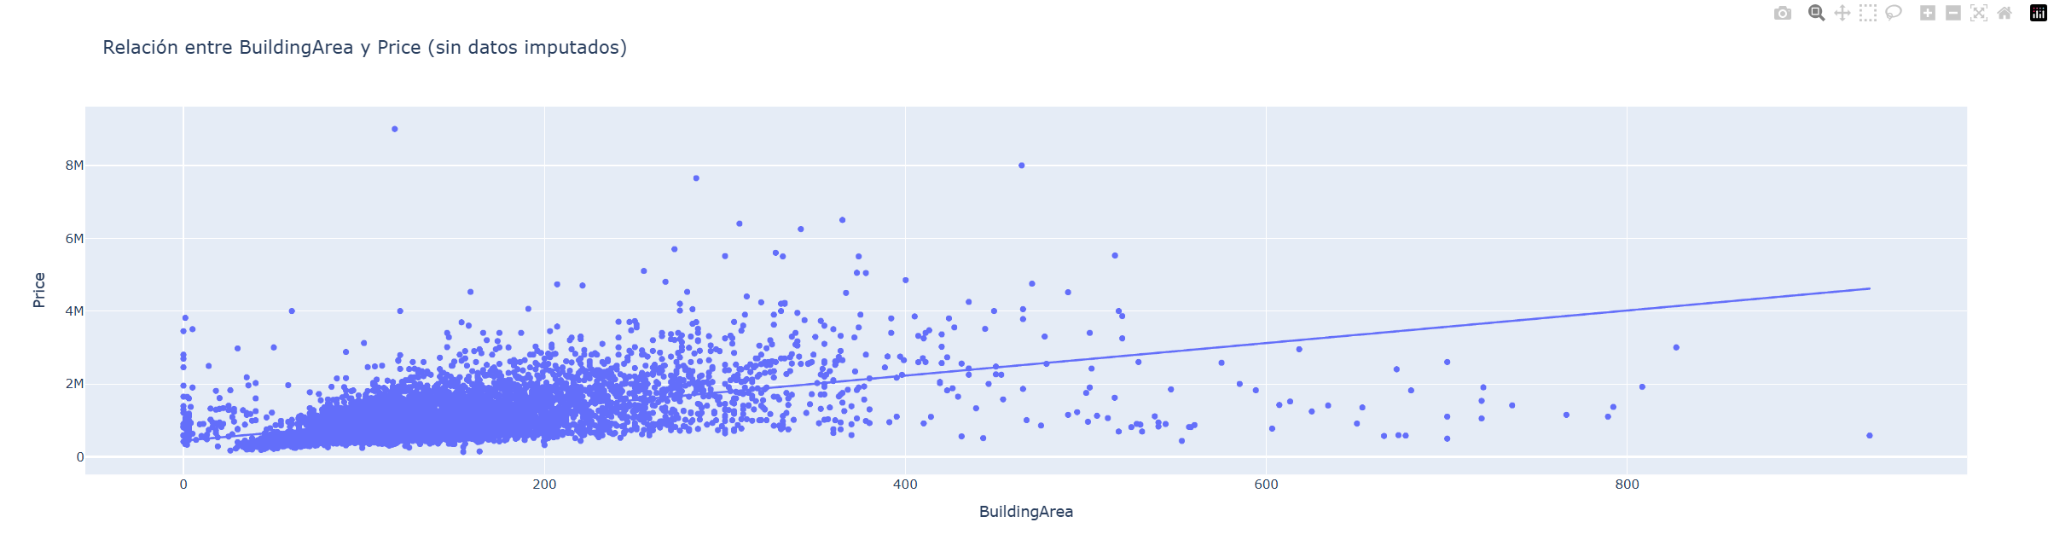 Relación entre BuildingArea y Price (sin datos imputados)
8M
6M
4M
2M
0
Price
0 200 400 600 800
BuildingArea